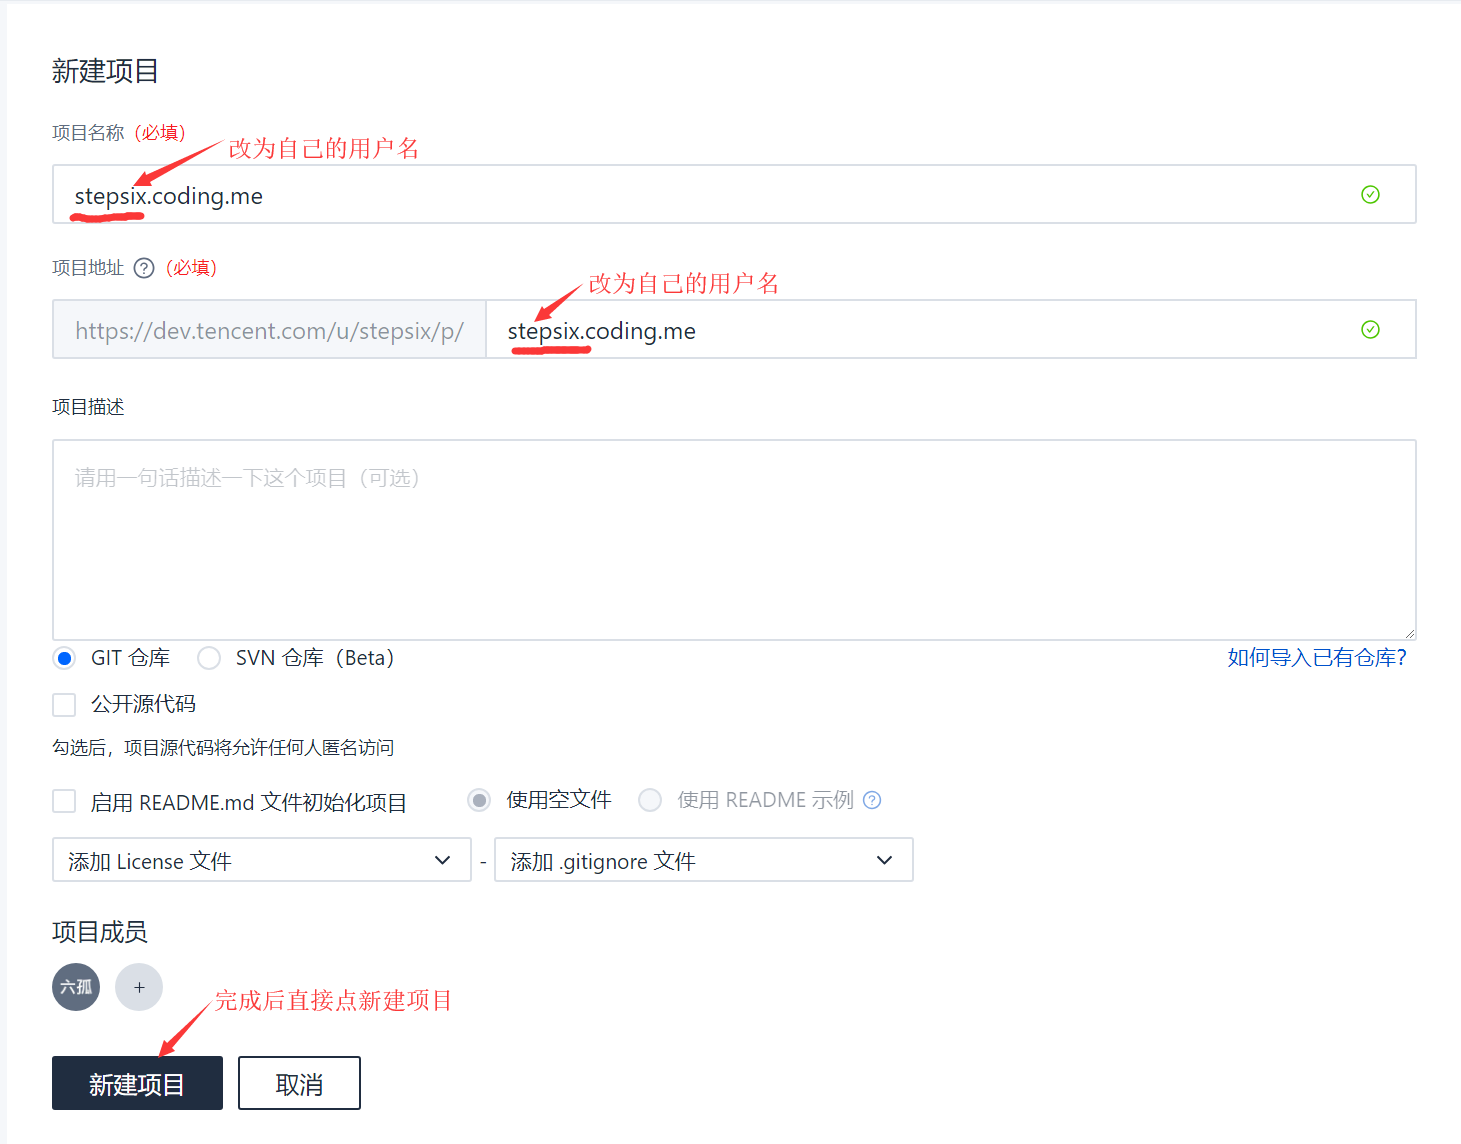 新建项目
项目名称 (必填)
改为自己的用户名
stepsix.coding.me
项目地址 ? (必填)
改为自己的用户名
https://dev.tencent.com/u/stepsix/p/ stepsix.coding.me
项目描述
请用一句话描述一下这个项目（可选）
GIT 仓库 SVN 仓库（Beta） 如何导入已有仓库?
公开源代码
勾选后，项目源代码将允许任何人匿名访问
启用 README.md 文件初始化项目 使用空文件 使用 README 示例 ?
添加 License 文件 - 添加 .gitignore 文件
项目成员
六孤 +
完成后直接点新建项目
新建项目 取消